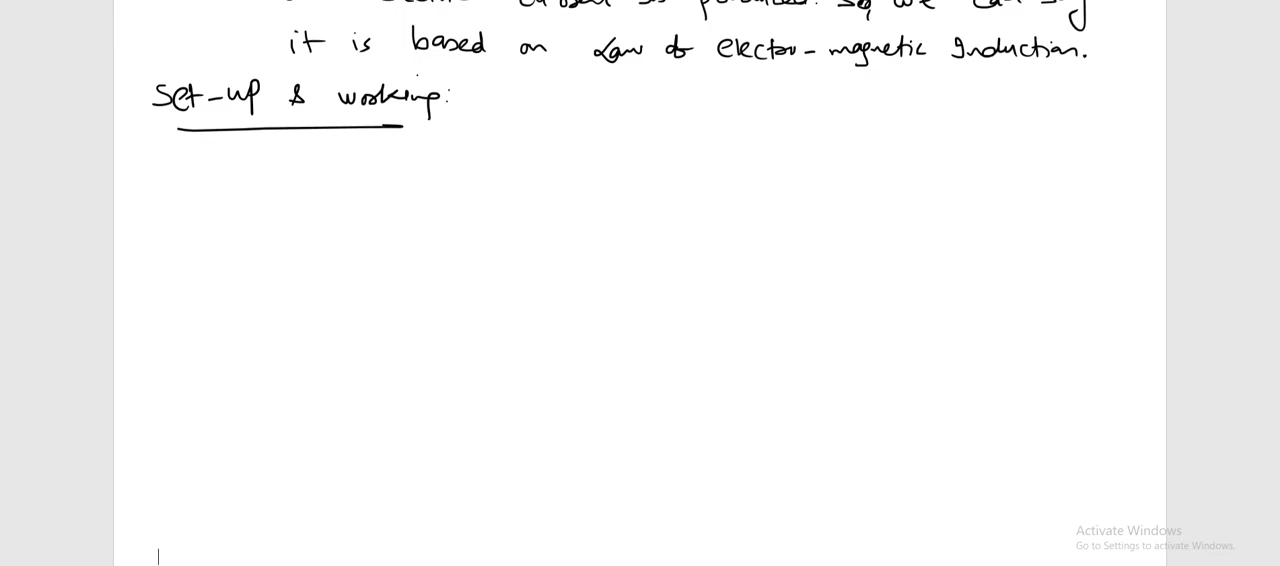 it is based on Law of electro-magnetic Induction.
Set-up & working:
Activate Windows
Go to Settings to activate Windows.